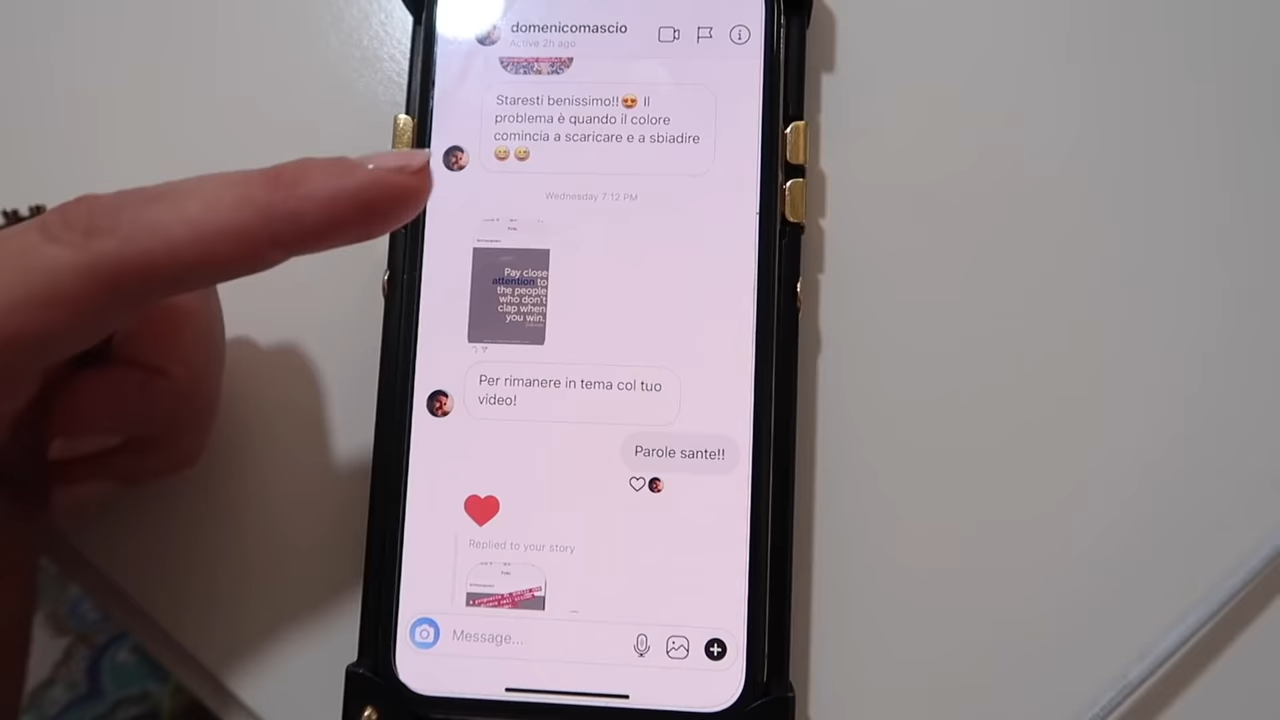 domenicomascio
Active 2h ago
Staresti benissimo!!😍 Il
problema è quando il colore
comincia a scaricare e a sbiadire
😅😅
Wednesday 7:12 PM
Pay close
attention to
the people
who don't
clap when
you win.
Per rimanere in tema col tuo
video!
Parole sante!!
Replied to your story
Message...